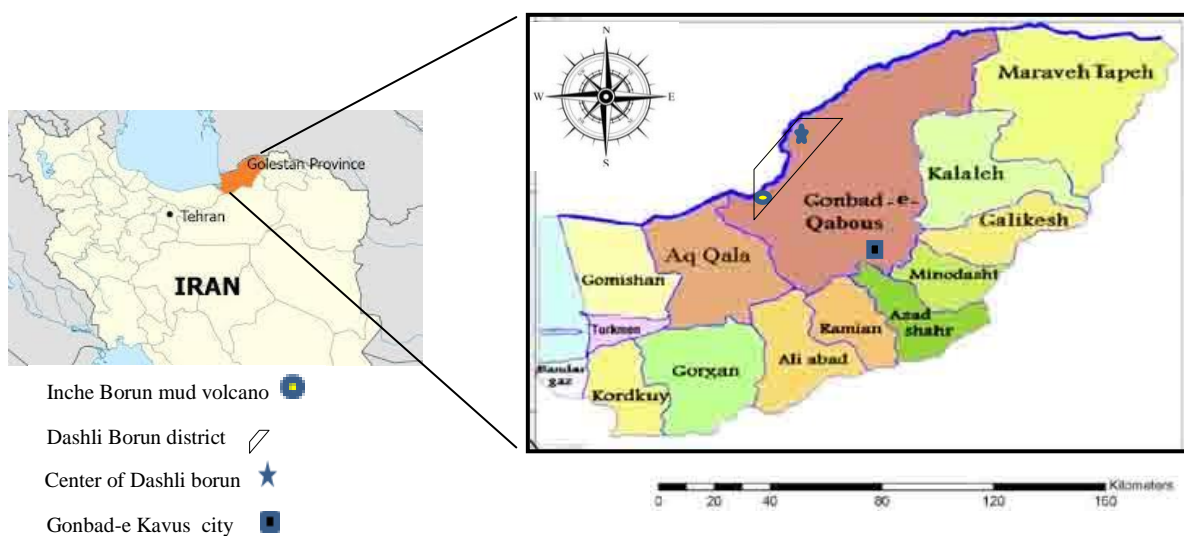 Golestan Province
Tehran
IRAN
N
W
E
S
Maraveh Tapeh
Kalaleh
Gonbad-e-
Qabous
Galikesh
Aq Qala
Gomishan
Minodasht
Azad
shahr
Turkmen
Ramian
Ali abad
Bandar
gaz
Gorgan
Kordkuy
Inche Borun mud volcano
Dashli Borun district
Center of Dashli borun
Gonbad-e Kavus city
Kilometers
0 20 40 80 120 160